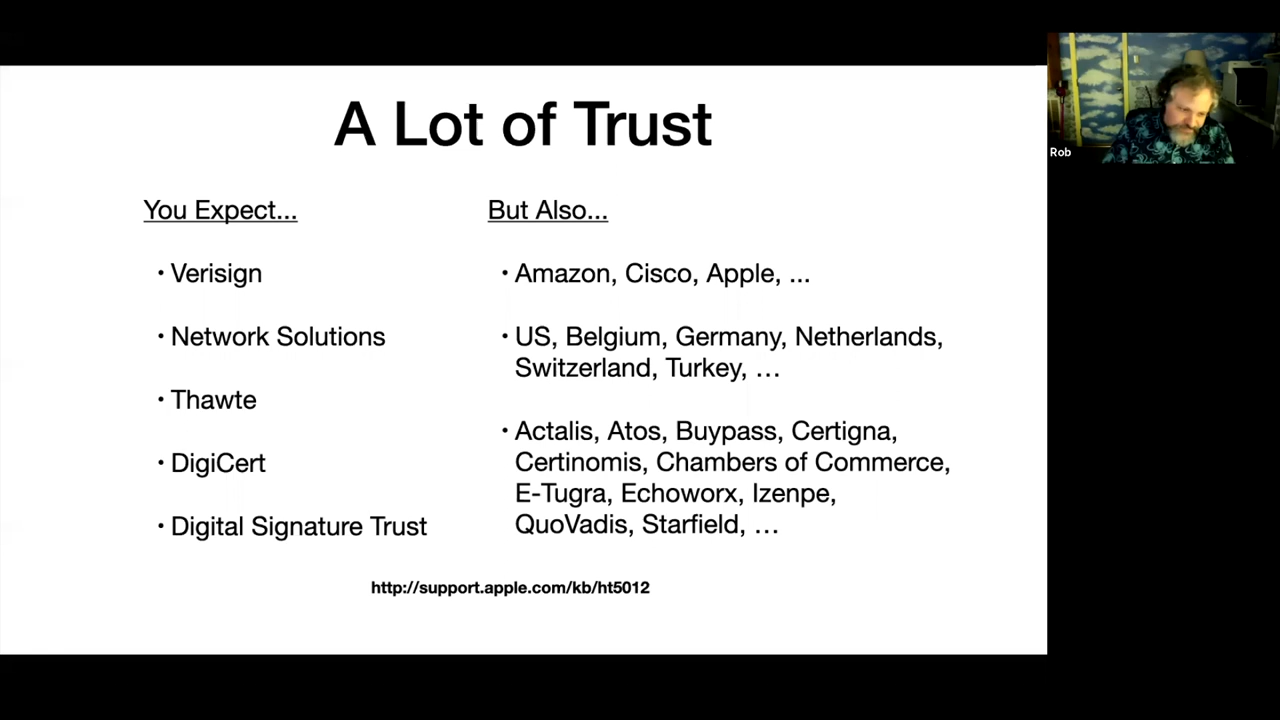 A Lot of Trust
You Expect...
• Verisign
• Network Solutions
• Thawte
• DigiCert
• Digital Signature Trust
But Also...
• Amazon, Cisco, Apple, ...
• US, Belgium, Germany, Netherlands,
Switzerland, Turkey, …
• Actalis, Atos, Buypass, Certigna,
Certinomis, Chambers of Commerce,
E-Tugra, Echoworx, Izenpe,
QuoVadis, Starfield, …
http://support.apple.com/kb/ht5012
Rob